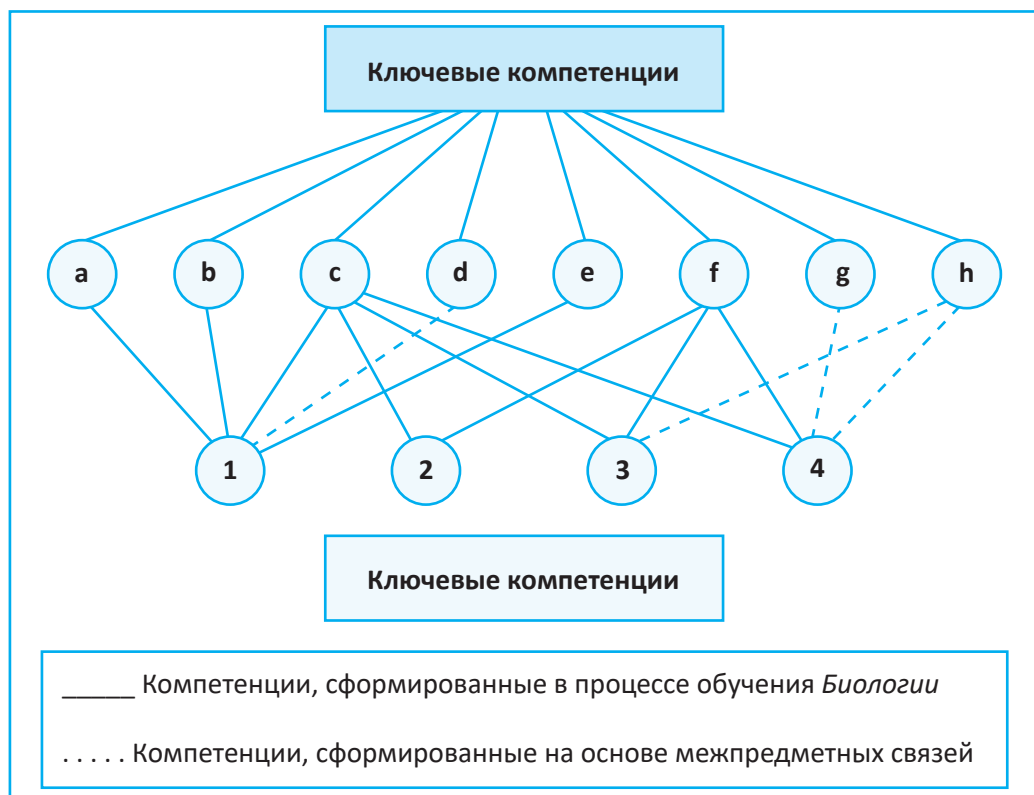 Ключевые компетенции
a b c d e f g h
1 2 3 4
Ключевые компетенции
_____ Компетенции, сформированные в процессе обучения Биологии
. . . . . Компетенции, сформированные на основе межпредметных связей